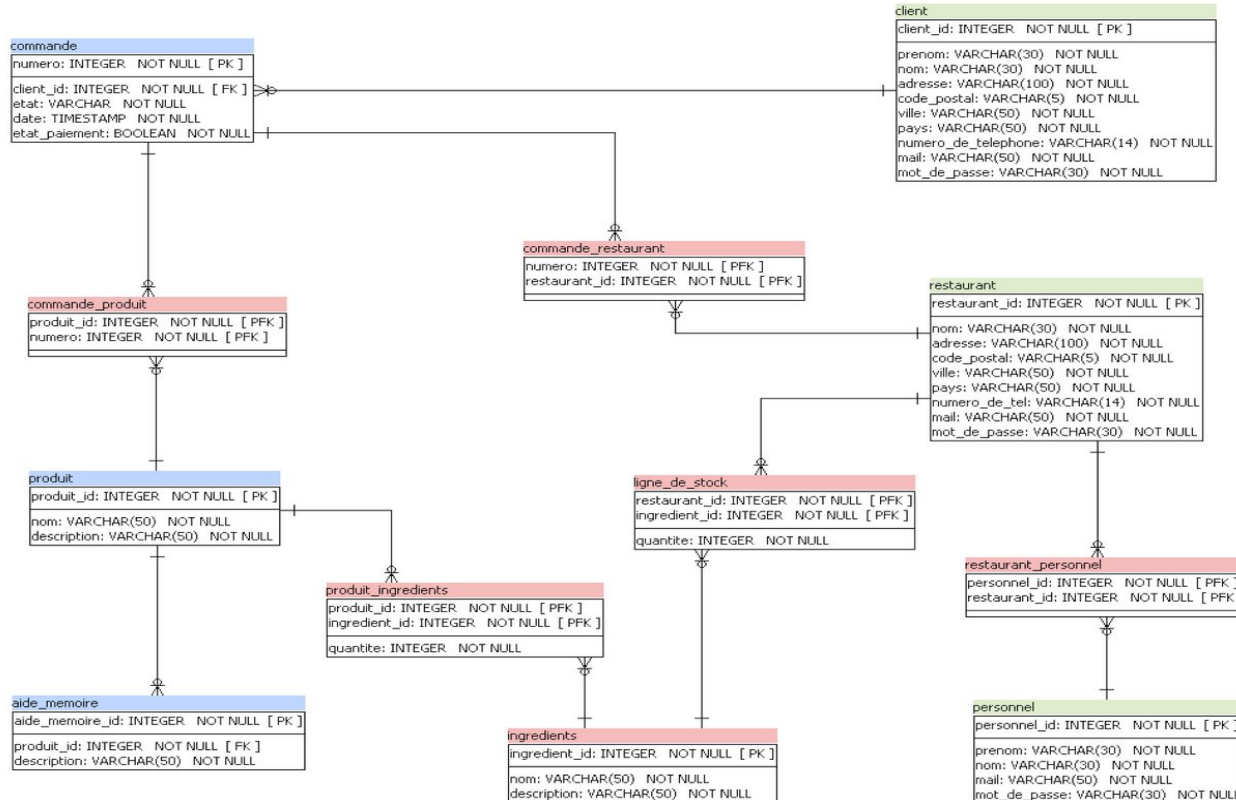 client
client_id: INTEGER NOT NULL [ PK ]
prenom: VARCHAR(30) NOT NULL
nom: VARCHAR(30) NOT NULL
adresse: VARCHAR(100) NOT NULL
code_postal: VARCHAR(5) NOT NULL
ville: VARCHAR(50) NOT NULL
pays: VARCHAR(50) NOT NULL
numero_de_telephone: VARCHAR(14) NOT NULL
mail: VARCHAR(50) NOT NULL
mot_de_passe: VARCHAR(30) NOT NULL
commande
numero: INTEGER NOT NULL [ PK ]
client_id: INTEGER NOT NULL [ FK ]
etat: VARCHAR NOT NULL
date: TIMESTAMP NOT NULL
etat_paiement: BOOLEAN NOT NULL
commande_restaurant
numero: INTEGER NOT NULL [ PFK ]
restaurant_id: INTEGER NOT NULL [ PFK ]
restaurant
restaurant_id: INTEGER NOT NULL [ PK ]
nom: VARCHAR(30) NOT NULL
adresse: VARCHAR(100) NOT NULL
code_postal: VARCHAR(5) NOT NULL
ville: VARCHAR(50) NOT NULL
pays: VARCHAR(50) NOT NULL
numero_de_tel: VARCHAR(14) NOT NULL
mail: VARCHAR(50) NOT NULL
mot_de_passe: VARCHAR(30) NOT NULL
commande_produit
produit_id: INTEGER NOT NULL [ PFK ]
numero: INTEGER NOT NULL [ PFK ]
produit
produit_id: INTEGER NOT NULL [ PK ]
nom: VARCHAR(50) NOT NULL
description: VARCHAR(50) NOT NULL
ligne_de_stock
restaurant_id: INTEGER NOT NULL [ PFK ]
ingredient_id: INTEGER NOT NULL [ PFK ]
quantite: INTEGER NOT NULL
restaurant_personnel
personnel_id: INTEGER NOT NULL [ PFK ]
restaurant_id: INTEGER NOT NULL [ PFK
produit_ingredients
produit_id: INTEGER NOT NULL [ PFK ]
ingredient_id: INTEGER NOT NULL [ PFK ]
quantite: INTEGER NOT NULL
aide_memoire
aide_memoire_id: INTEGER NOT NULL [ PK ]
produit_id: INTEGER NOT NULL [ FK ]
description: VARCHAR(50) NOT NULL
ingredients
ingredient_id: INTEGER NOT NULL [ PK ]
nom: VARCHAR(50) NOT NULL
description: VARCHAR(50) NOT NULL
personnel
personnel_id: INTEGER NOT NULL [ PK ]
prenom: VARCHAR(30) NOT NULL
nom: VARCHAR(30) NOT NULL
mail: VARCHAR(50) NOT NULL
mot_de_passe: VARCHAR(30) NOT NULL